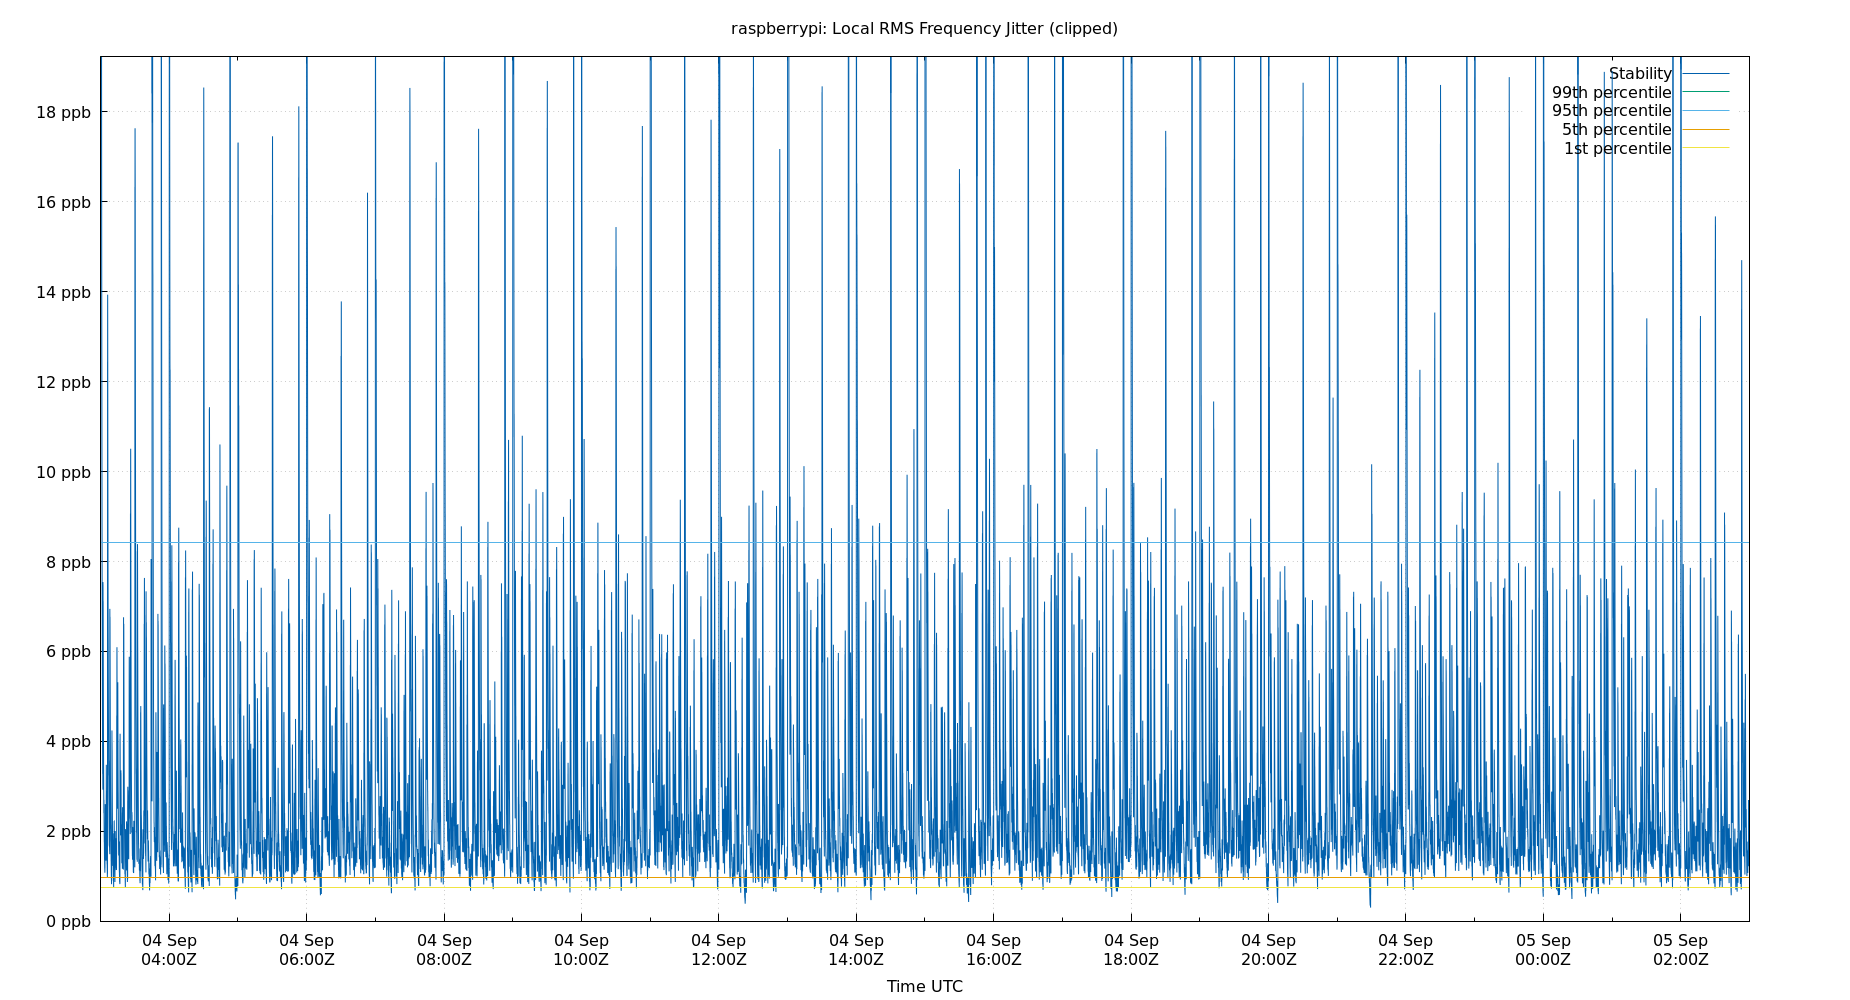 raspberrypi: Local RMS Frequency Jitter (clipped)
Stability
99th percentile
95th percentile
5th percentile
1st percentile
18 ppb
16 ppb
14 ppb
12 ppb
10 ppb
8 ppb
6 ppb
4 ppb
2 ppb
0 ppb
04 Sep 04 Sep 04 Sep 04 Sep 04 Sep 04 Sep 04 Sep 04 Sep 04 Sep 04 Sep 05 Sep 05 Sep
04:00Z 06:00Z 08:00Z 10:00Z 12:00Z 14:00Z 16:00Z 18:00Z 20:00Z 22:00Z 00:00Z 02:00Z
Time UTC